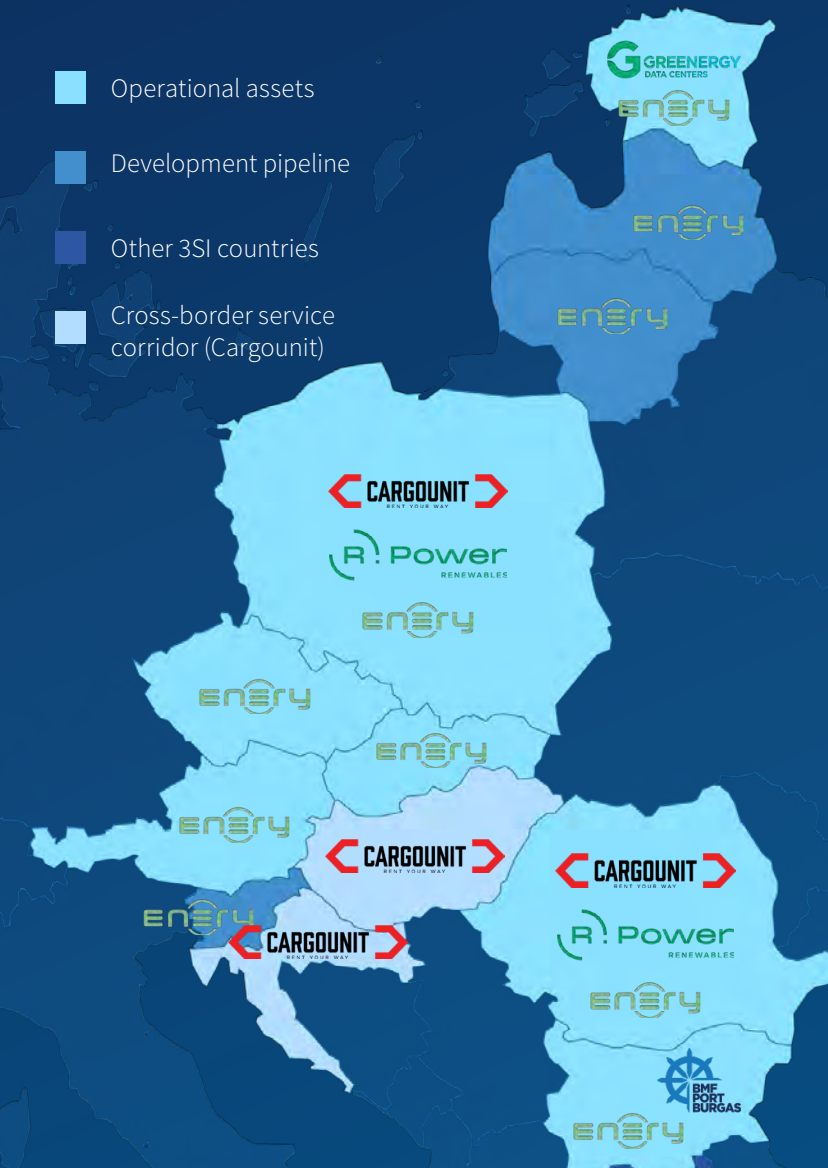 Operational assets
Development pipeline
Other 3SI countries
Cross-border service
corridor (Cargounit)
GREENERGY
DATA CENTERS
enery
enery
enery
CARGOUNIT
RENT YOUR WAY
R.Power
RENEWABLES
enery
enery
enery
enery
CARGOUNIT
RENT YOUR WAY
CARGOUNIT
RENT YOUR WAY
enery
CARGOUNIT
RENT YOUR WAY
R.Power
RENEWABLES
enery
BMF
PORT
BURGAS
enery